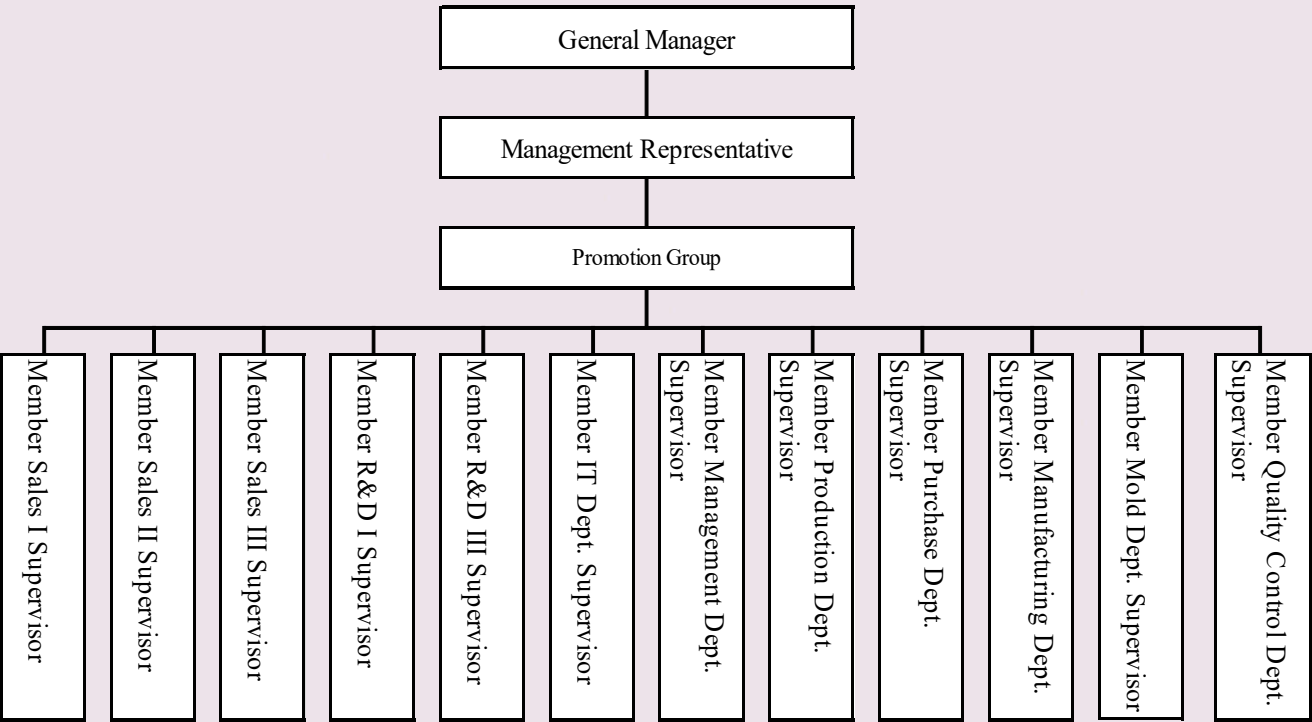 General Manager
Management Representative
Promotion Group
Member Sales I Supervisor
Member Sales II Supervisor
Member Sales III Supervisor
Member R&D I Supervisor
Member R&D III Supervisor
Member IT Dept. Supervisor
Member Management Dept.
Supervisor
Member Production Dept.
Supervisor
Member Purchase Dept.
Supervisor
Member Manufacturing Dept.
Supervisor
Member Mold Dept. Supervisor
Member Quality Control Dept.
Supervisor